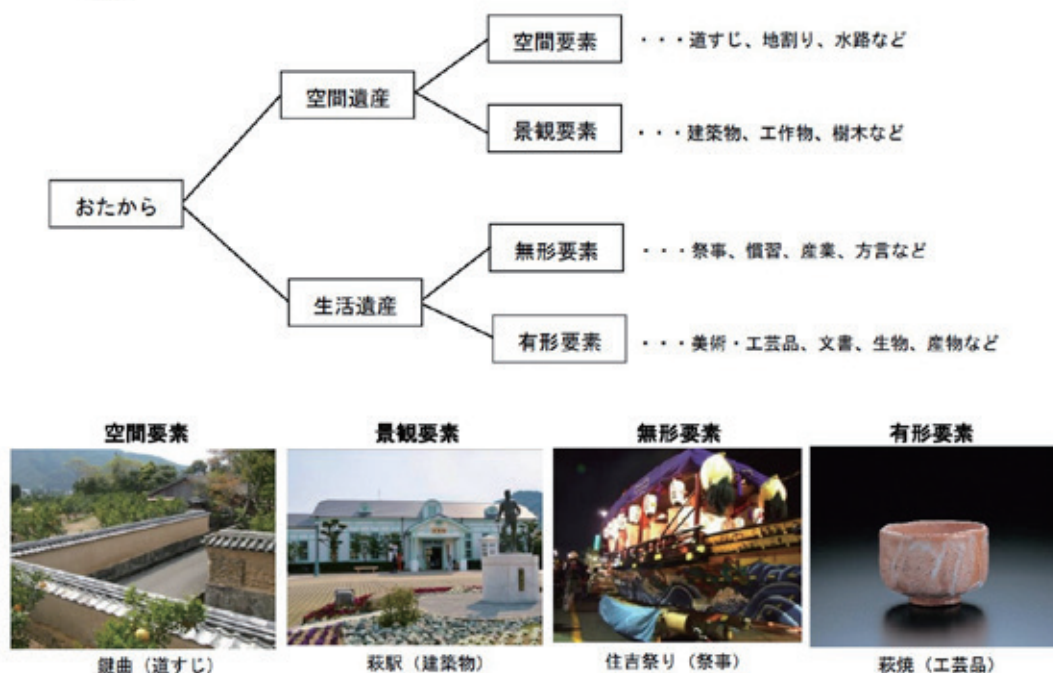 空間要素 ・・・道すじ、地割り、水路など
空間遺産
景観要素 ・・・建築物、工作物、樹木など
おたから
無形要素 ・・・祭事、慣習、産業、方言など
生活遺産
有形要素 ・・・美術・工芸品、文書、生物、産物など
空間要素 景観要素 無形要素 有形要素
鍵曲（道すじ） 萩駅（建築物） 住吉祭り（祭事） 萩焼（工芸品）